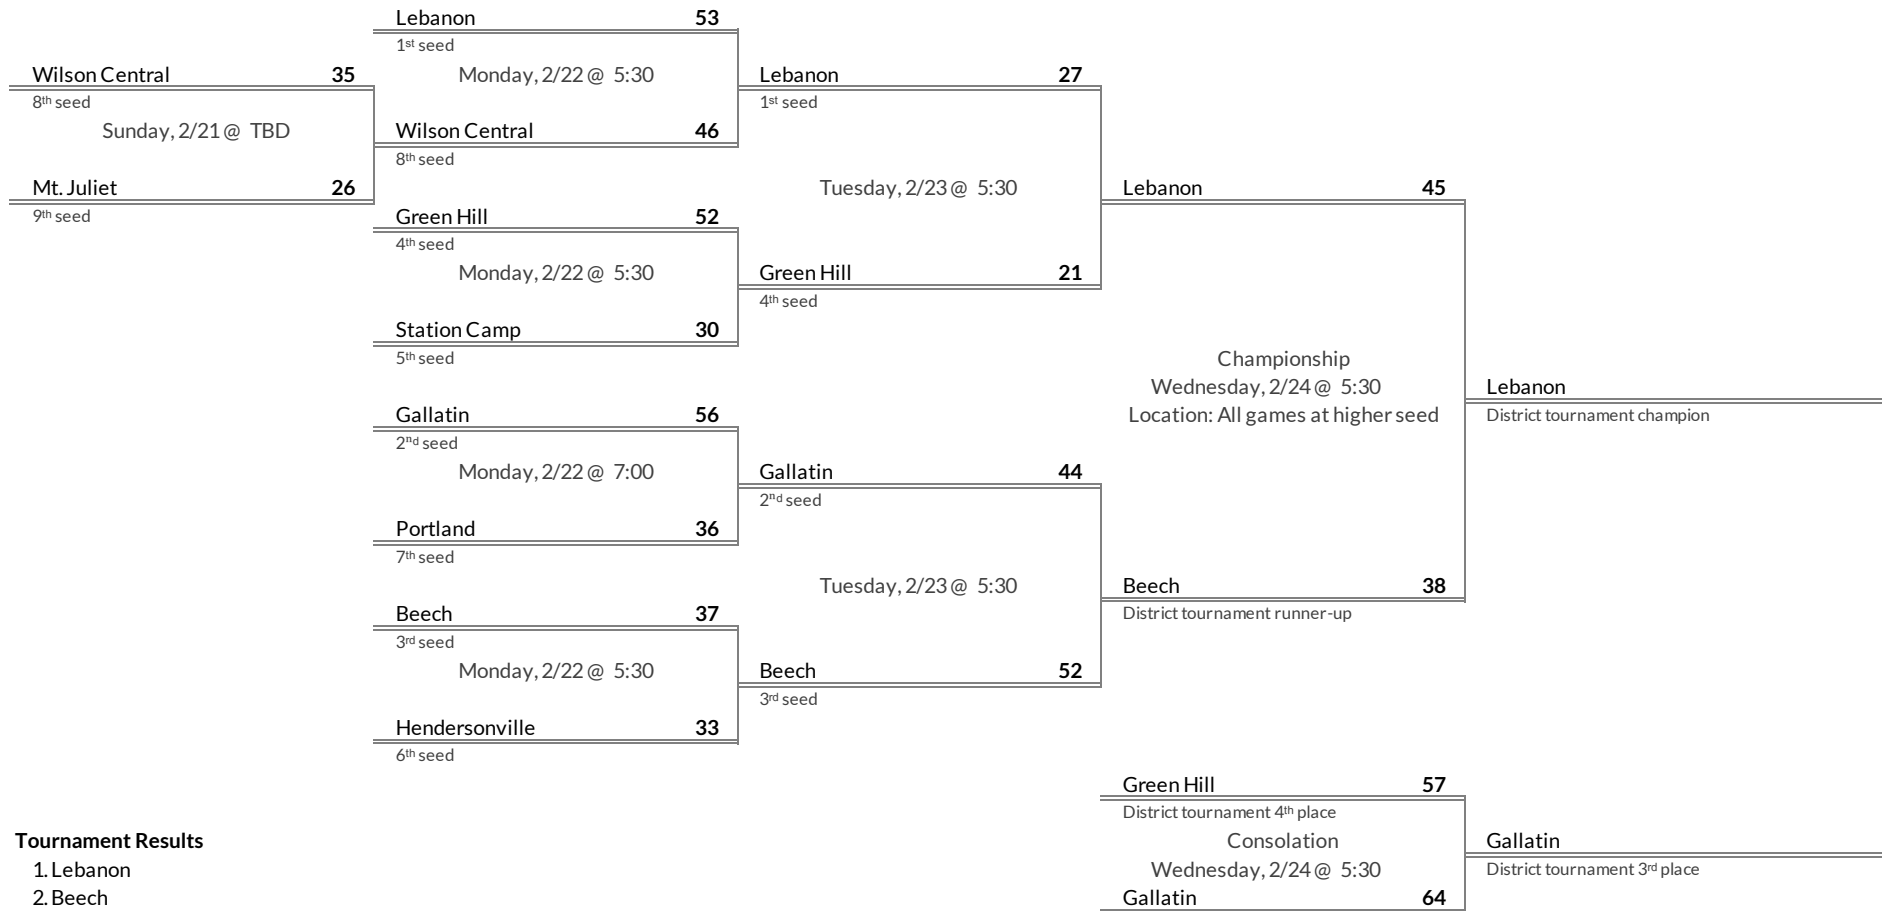 Lebanon 53
1st seed
Wilson Central 35
Monday, 2/22 @ 5:30
Lebanon 27
8th seed
1st seed
Sunday, 2/21 @ TBD
Wilson Central 46
8th seed
Mt. Juliet 26
Tuesday, 2/23 @ 5:30
Lebanon 45
9th seed
Green Hill 52
4th seed
Monday, 2/22 @ 5:30
Green Hill 21
4th seed
Station Camp 30
5th seed
Championship
Wednesday, 2/24 @ 5:30
Lebanon
Location: All games at higher seed
District tournament champion
Gallatin 56
2nd seed
Monday, 2/22 @ 7:00
Gallatin 44
2nd seed
Portland 36
7th seed
Tuesday, 2/23 @ 5:30
Beech 38
District tournament runner-up
Beech 37
3rd seed
Monday, 2/22 @ 5:30
Beech 52
3rd seed
Hendersonville 33
6th seed
Green Hill 57
District tournament 4th place
Tournament Results
Consolation
Gallatin
1. Lebanon
Wednesday, 2/24 @ 5:30
District tournament 3rd place
2. Beech
Gallatin 64